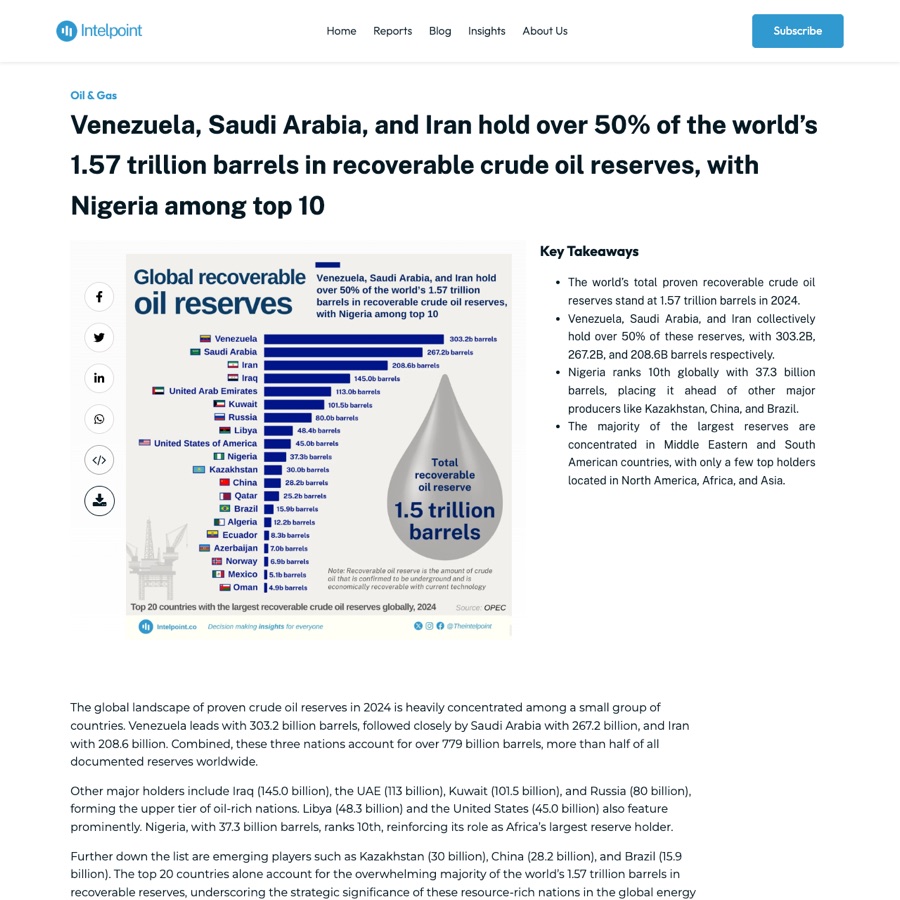 Intelpoint
Home Reports Blog Insights About Us
Subscribe
Oil & Gas
Venezuela, Saudi Arabia, and Iran hold over 50% of the world's
1.57 trillion barrels in recoverable crude oil reserves, with
Nigeria among top 10
Global recoverable
oil reserves
Venezuela, Saudi Arabia, and Iran hold
over 50% of the world's 1.57 trillion
barrels in recoverable crude oil reserves,
with Nigeria among top 10
Venezuela 303.2b barrels
Saudi Arabia 267.2b barrels
Iran 208.6b barrels
Iraq 145.0b barrels
United Arab Emirates 113.0b barrels
Kuwait 101.5b barrels
Russia 80.0b barrels
Libya 48.4b barrels
United States of America 45.0b barrels
Nigeria 37.3b barrels
Kazakhstan 30.0b barrels
China 28.2b barrels
Qatar 25.2b barrels
Brazil 15.9b barrels
Algeria 12.2b barrels
Ecuador 8.3b barrels
Azerbaijan 7.0b barrels
Norway 6.9b barrels
Mexico 5.1b barrels
Oman 4.9b barrels
Total
recoverable
oil reserve
1.5 trillion
barrels
Note: Recoverable oil reserve is the amount of crude
oil that is confirmed to be underground and is
economically recoverable with current technology
Top 20 countries with the largest recoverable crude oil reserves globally, 2024 Source: OPEC
Intelpoint.co Decision making insights for everyone @Theintelpoint
Key Takeaways
• The world's total proven recoverable crude oil
reserves stand at 1.57 trillion barrels in 2024.
• Venezuela, Saudi Arabia, and Iran collectively
hold over 50% of these reserves, with 303.2B,
267.2B, and 208.6B barrels respectively.
• Nigeria ranks 10th globally with 37.3 billion
barrels, placing it ahead of other major
producers like Kazakhstan, China, and Brazil.
• The majority of the largest reserves are
concentrated in Middle Eastern and South
American countries, with only a few top holders
located in North America, Africa, and Asia.
The global landscape of proven crude oil reserves in 2024 is heavily concentrated among a small group of
countries. Venezuela leads with 303.2 billion barrels, followed closely by Saudi Arabia with 267.2 billion, and Iran
with 208.6 billion. Combined, these three nations account for over 779 billion barrels, more than half of all
documented reserves worldwide.
Other major holders include Iraq (145.0 billion), the UAE (113 billion), Kuwait (101.5 billion), and Russia (80 billion),
forming the upper tier of oil-rich nations. Libya (48.3 billion) and the United States (45.0 billion) also feature
prominently. Nigeria, with 37.3 billion barrels, ranks 10th, reinforcing its role as Africa's largest reserve holder.
Further down the list are emerging players such as Kazakhstan (30 billion), China (28.2 billion), and Brazil (15.9
billion). The top 20 countries alone account for the overwhelming majority of the world's 1.57 trillion barrels in
recoverable reserves, underscoring the strategic significance of these resource-rich nations in the global energy